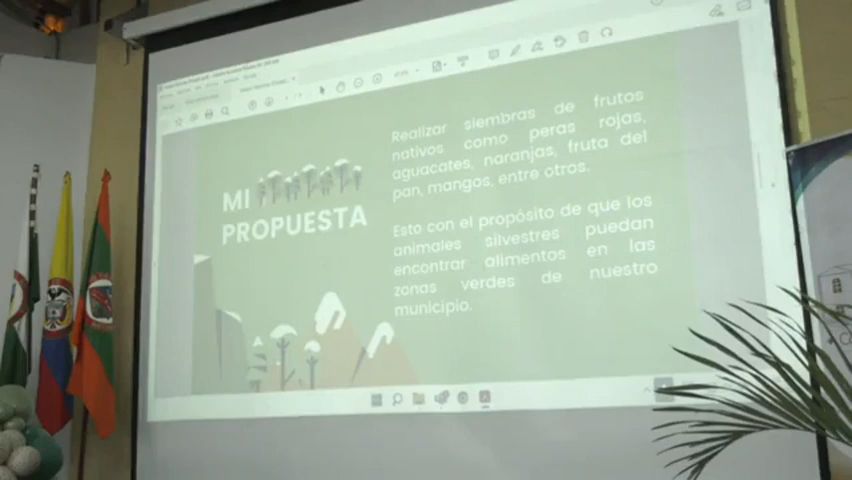 MI
PROPUESTA
Realizar siembras de frutos
nativos como peras rojas,
aguacates, naranjas, fruta del
pan, mangos, entre otros.
Esto con el propósito de que los
animales silvestres puedan
encontrar alimentos en las
zonas verdes de nuestro
municipio.